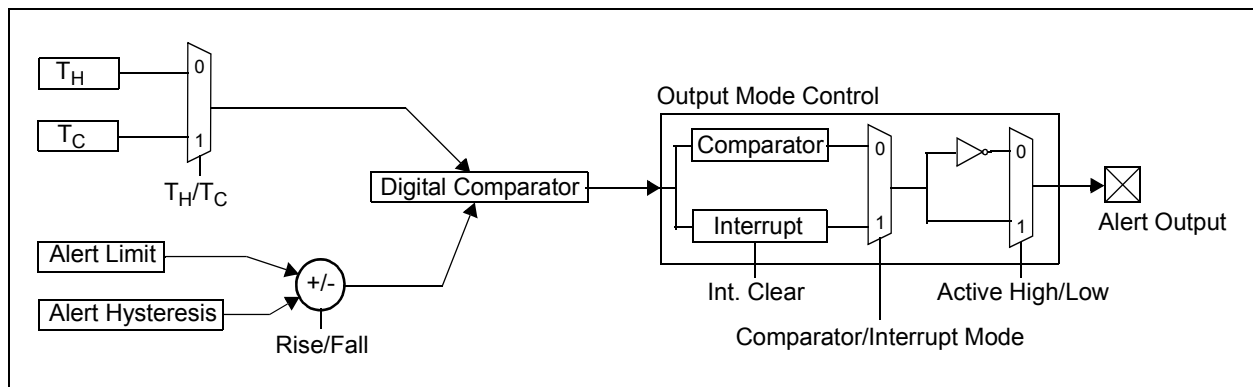 T_H
0
T_C
1
T_H/T_C
Alert Limit
Alert Hysteresis
+/-
Rise/Fall
Digital Comparator
Output Mode Control
Comparator
0
Interrupt
1
0
1
Int. Clear
Active High/Low
Comparator/Interrupt Mode
Alert Output